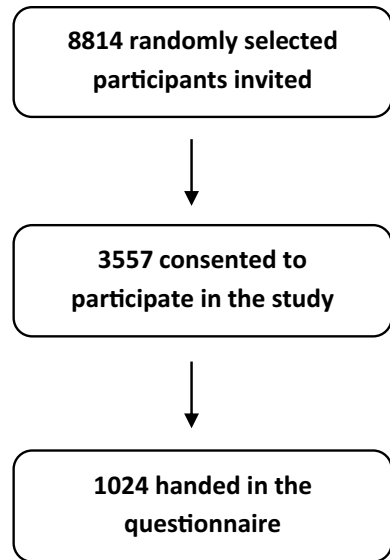 8814 randomly selected
participants invited
3557 consented to
participate in the study
1024 handed in the
questionnaire